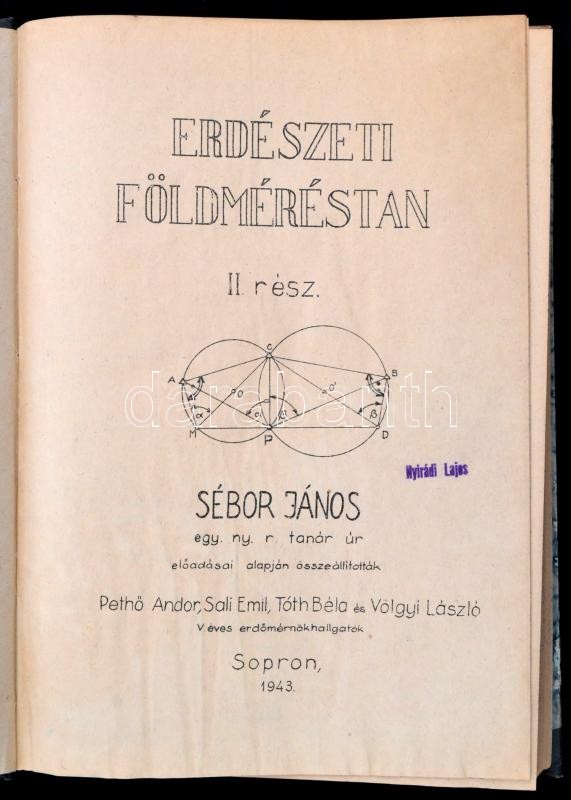 ERDÉSZETI
FÖLDMÉRÉSTAN
II. rész.
C
A
B
O
O'
α
α
β
β
M
P
D
darabanth
Nyirádi Lajos
SÉBOR JÁNOS
egy. ny. r. tanár úr
előadásai alapján összeállították
Pethő Andor, Sali Emil, Tóth Béla és Völgyi László
V éves erdőmérnökhallgatók
Sopron,
1943.